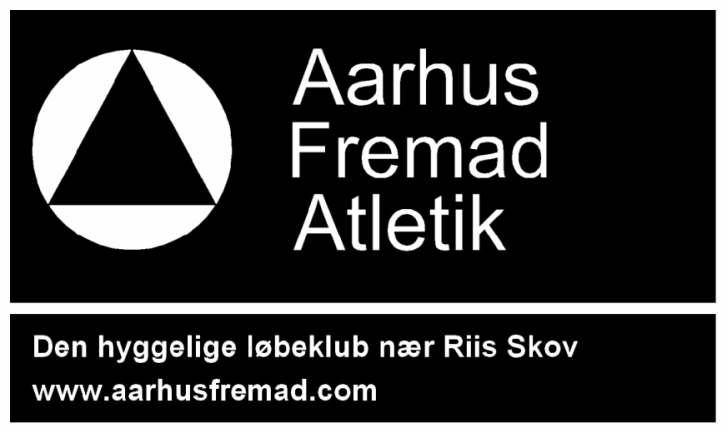 Aarhus
Fremad
Atletik
Den hyggelige løbeklub nær Riis Skov
www.aarhusfremad.com